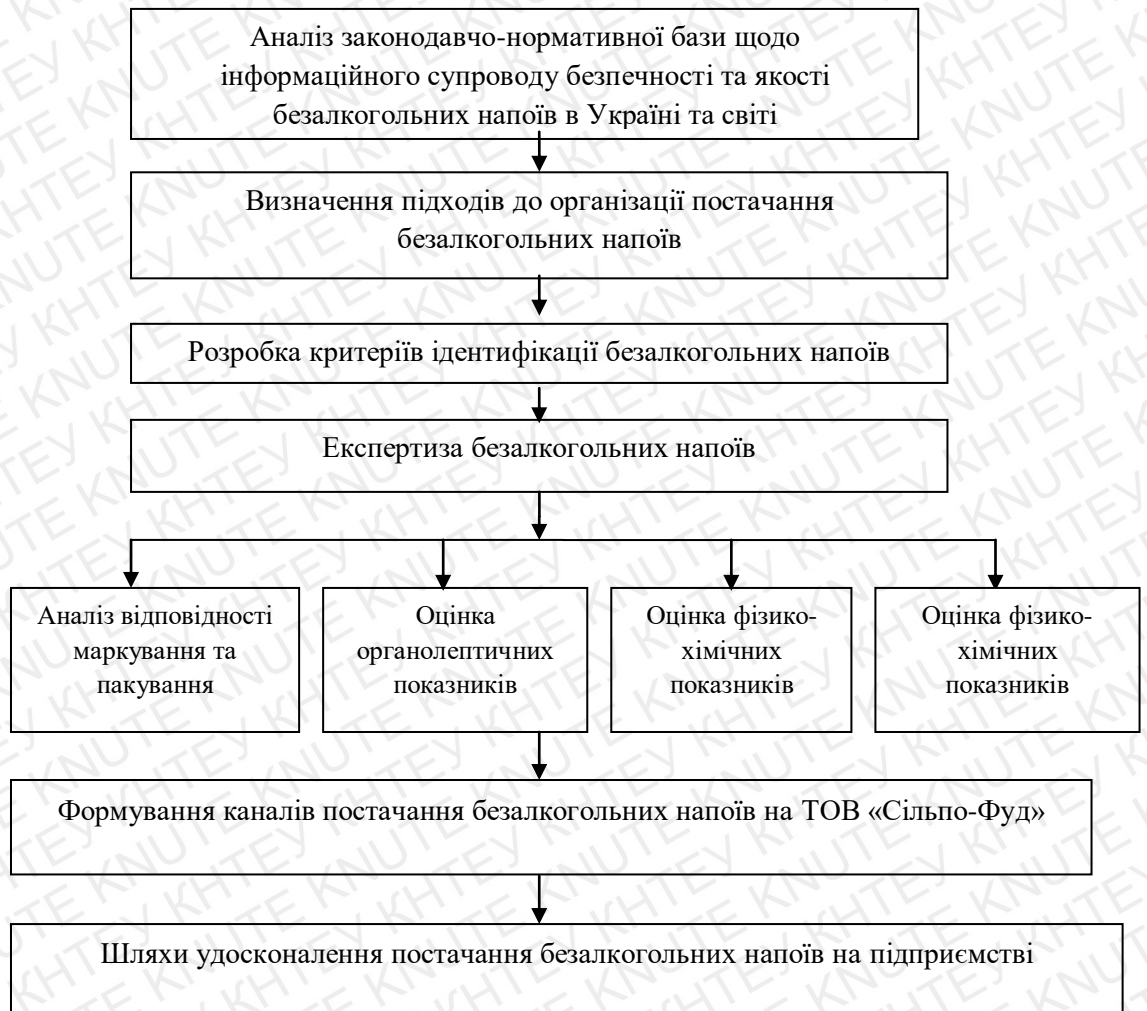 Аналіз законодавчо-нормативної бази щодо
інформаційного супроводу безпечності та якості
безалкогольних напоїв в Україні та світі
Визначення підходів до організації постачання
безалкогольних напоїв
Розробка критеріїв ідентифікації безалкогольних напоїв
Експертиза безалкогольних напоїв
Аналіз відповідності
маркування та
пакування
Оцінка
органолептичних
показників
Оцінка фізико-
хімічних
показників
Оцінка фізико-
хімічних
показників
Формування каналів постачання безалкогольних напоїв на ТОВ «Сільпо-Фуд»
Шляхи удосконалення постачання безалкогольних напоїв на підприємстві